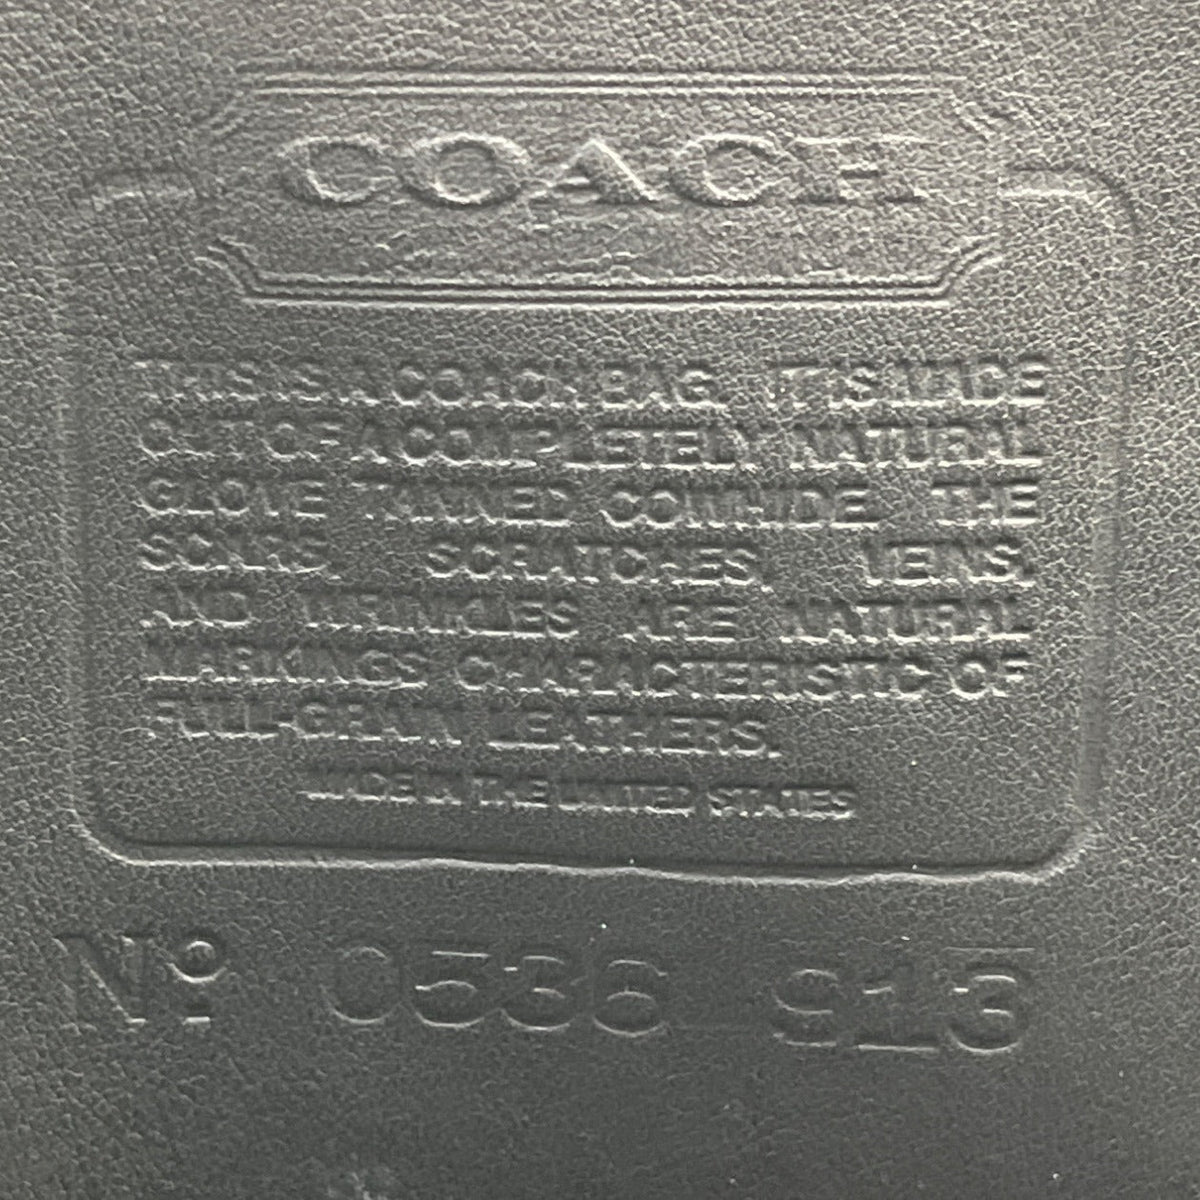 COACH
THIS IS A COACH BAG. IT IS MADE
OUT OF A COMPLETELY NATURAL
GLOVE TANNED COWHIDE. THE
SCARS, SCRATCHES, VEINS,
AND WRINKLES ARE NATURAL
MARKINGS CHARACTERISTIC OF
FULL-GRAIN LEATHERS.
MADE IN THE UNITED STATES
Nº 0536 913